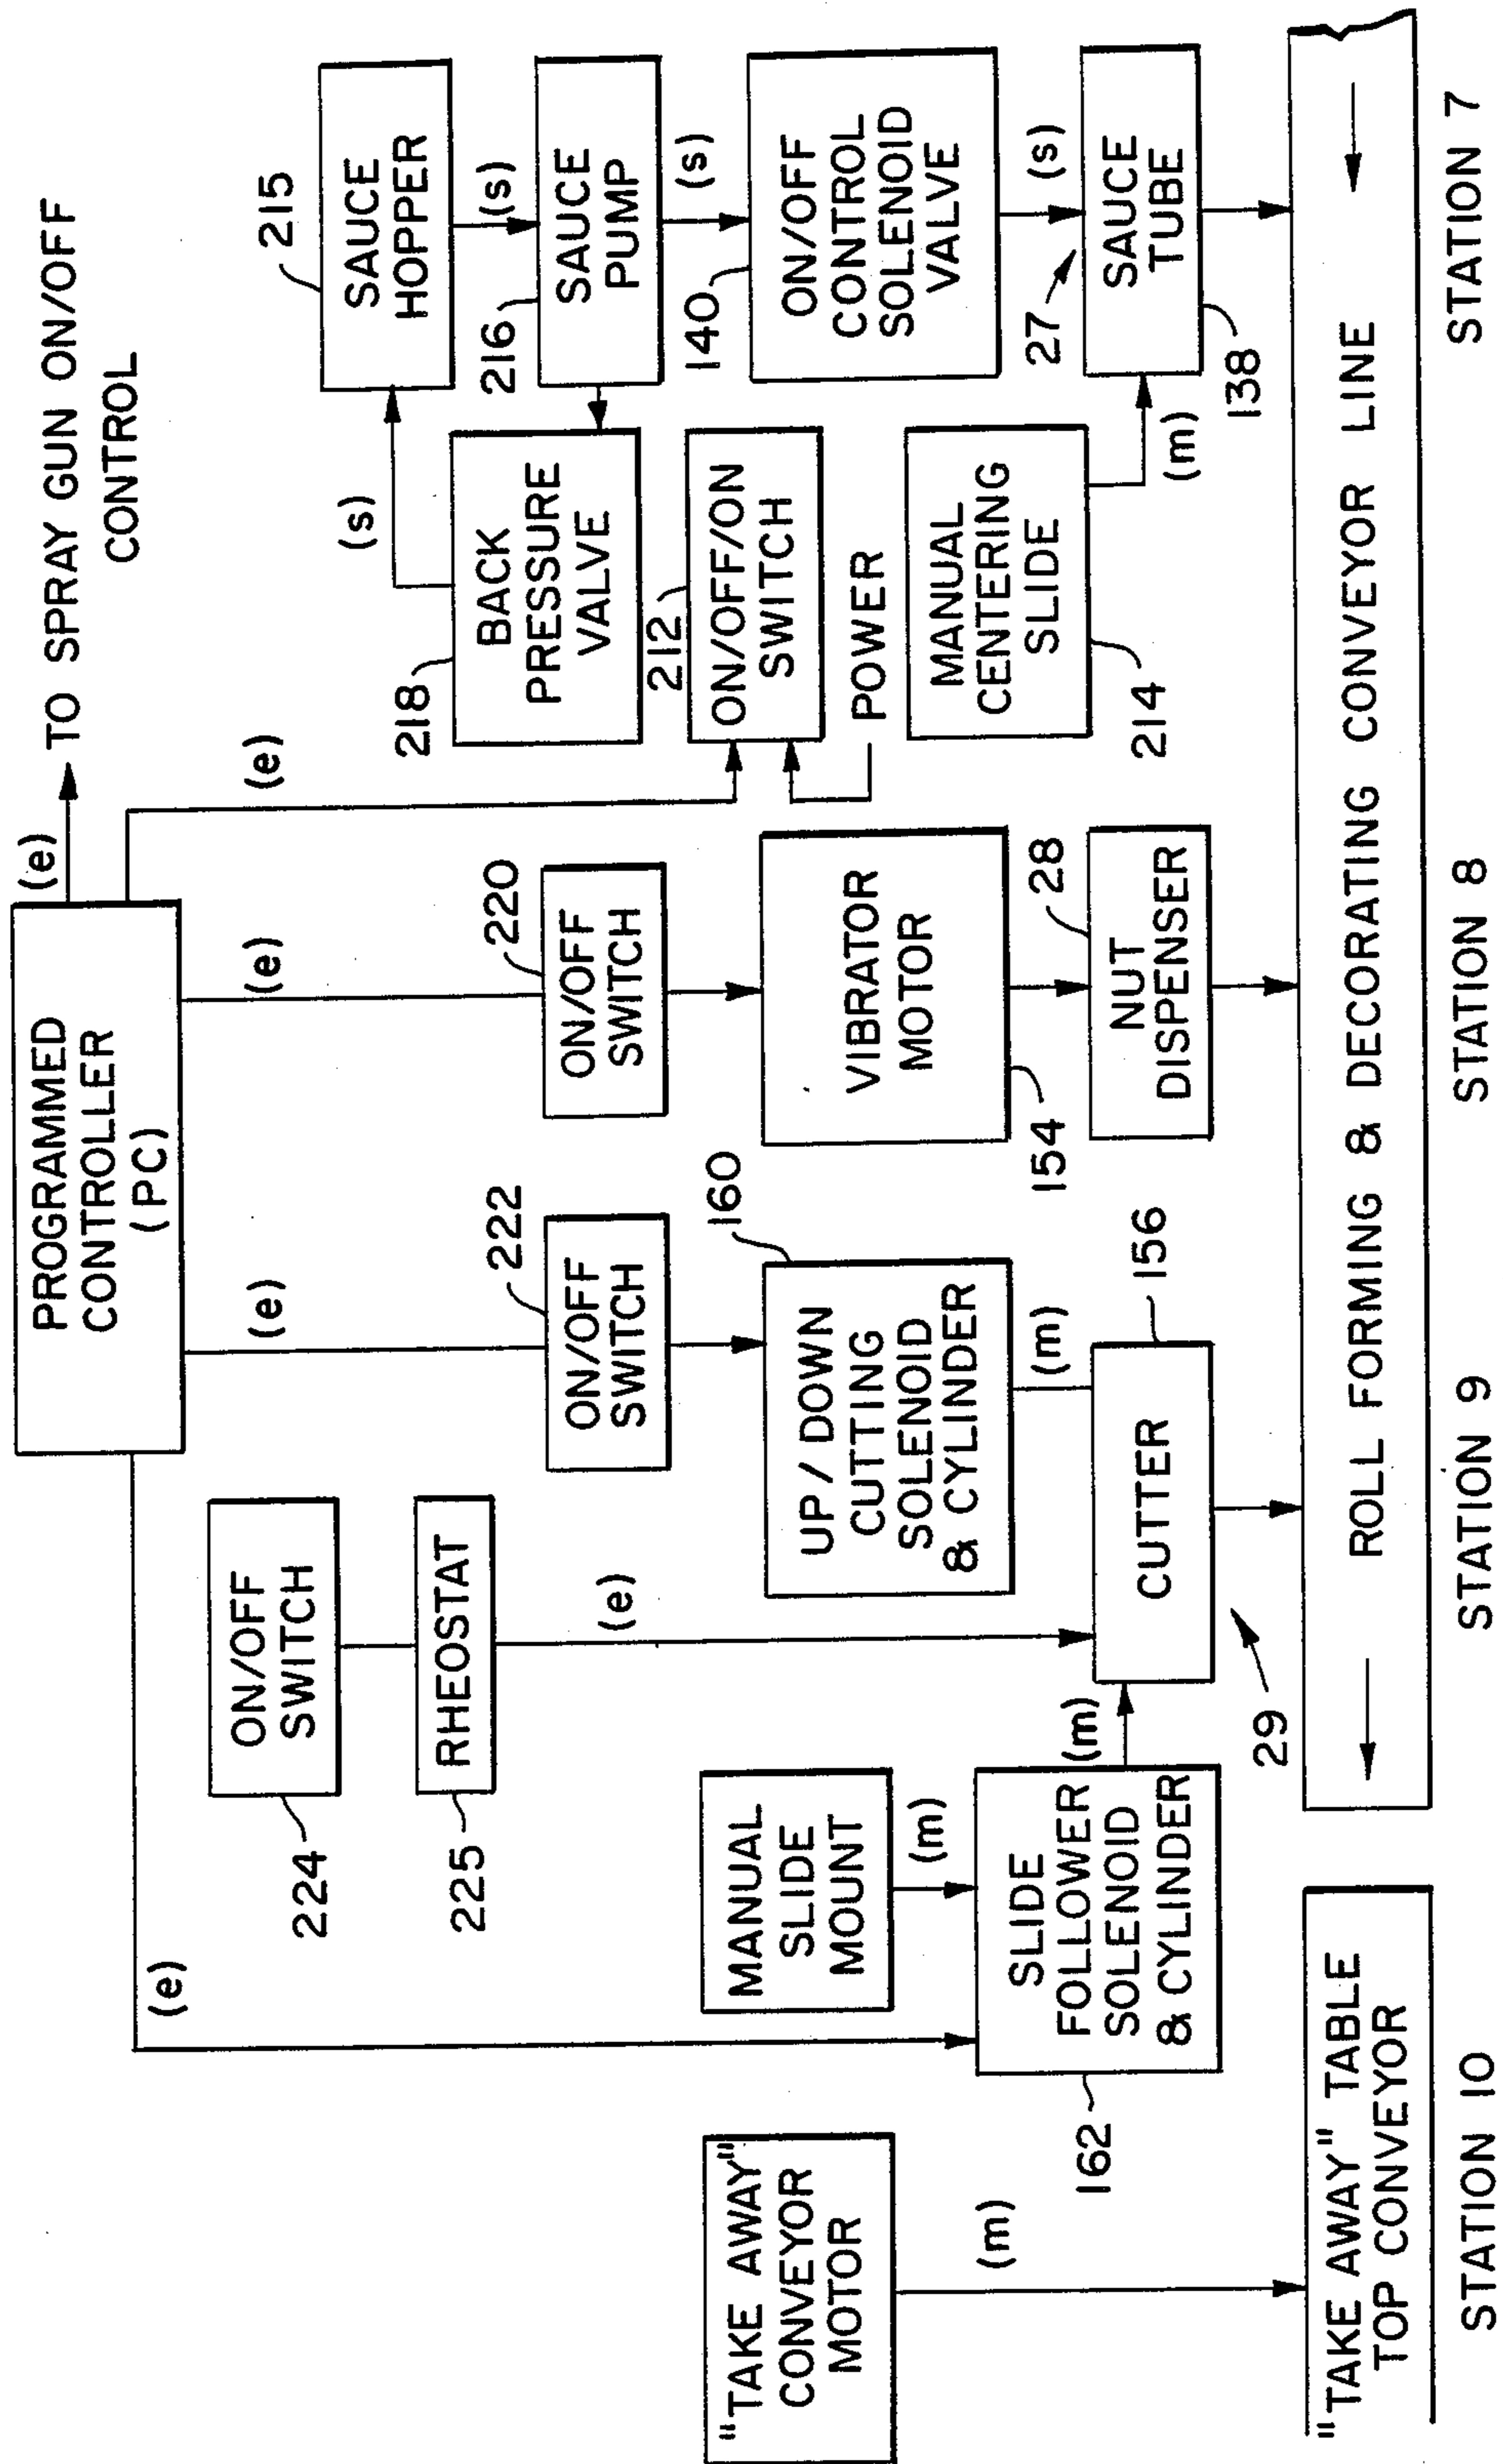 (e) TO SPRAY GUN ON/OFF
CONTROL
PROGRAMMED
CONTROLLER
(PC)
(e)
(e)
(e)
(e)
215
SAUCE
HOPPER
(s)
216
SAUCE
PUMP
(s)
140
ON/OFF
CONTROL
SOLENOID
VALVE
(s)
27
SAUCE
TUBE
138
(s)
218
BACK
PRESSURE
VALVE
212
ON/OFF/ON
SWITCH
POWER
MANUAL
CENTERING
SLIDE
214
(m)
220
ON/OFF
SWITCH
VIBRATOR
MOTOR
154
28
NUT
DISPENSER
222
ON/OFF
SWITCH
160
UP/DOWN
CUTTING
SOLENOID
& CYLINDER
(m)
156
CUTTER
29
224
ON/OFF
SWITCH
225
RHEOSTAT
(e)
MANUAL
SLIDE
MOUNT
(m)
SLIDE
FOLLOWER
SOLENOID
& CYLINDER
162
(m)
"TAKE AWAY"
CONVEYOR
MOTOR
(m)
"TAKE AWAY" TABLE
TOP CONVEYOR
ROLL FORMING & DECORATING CONVEYOR LINE
STATION 10
STATION 9
STATION 8
STATION 7